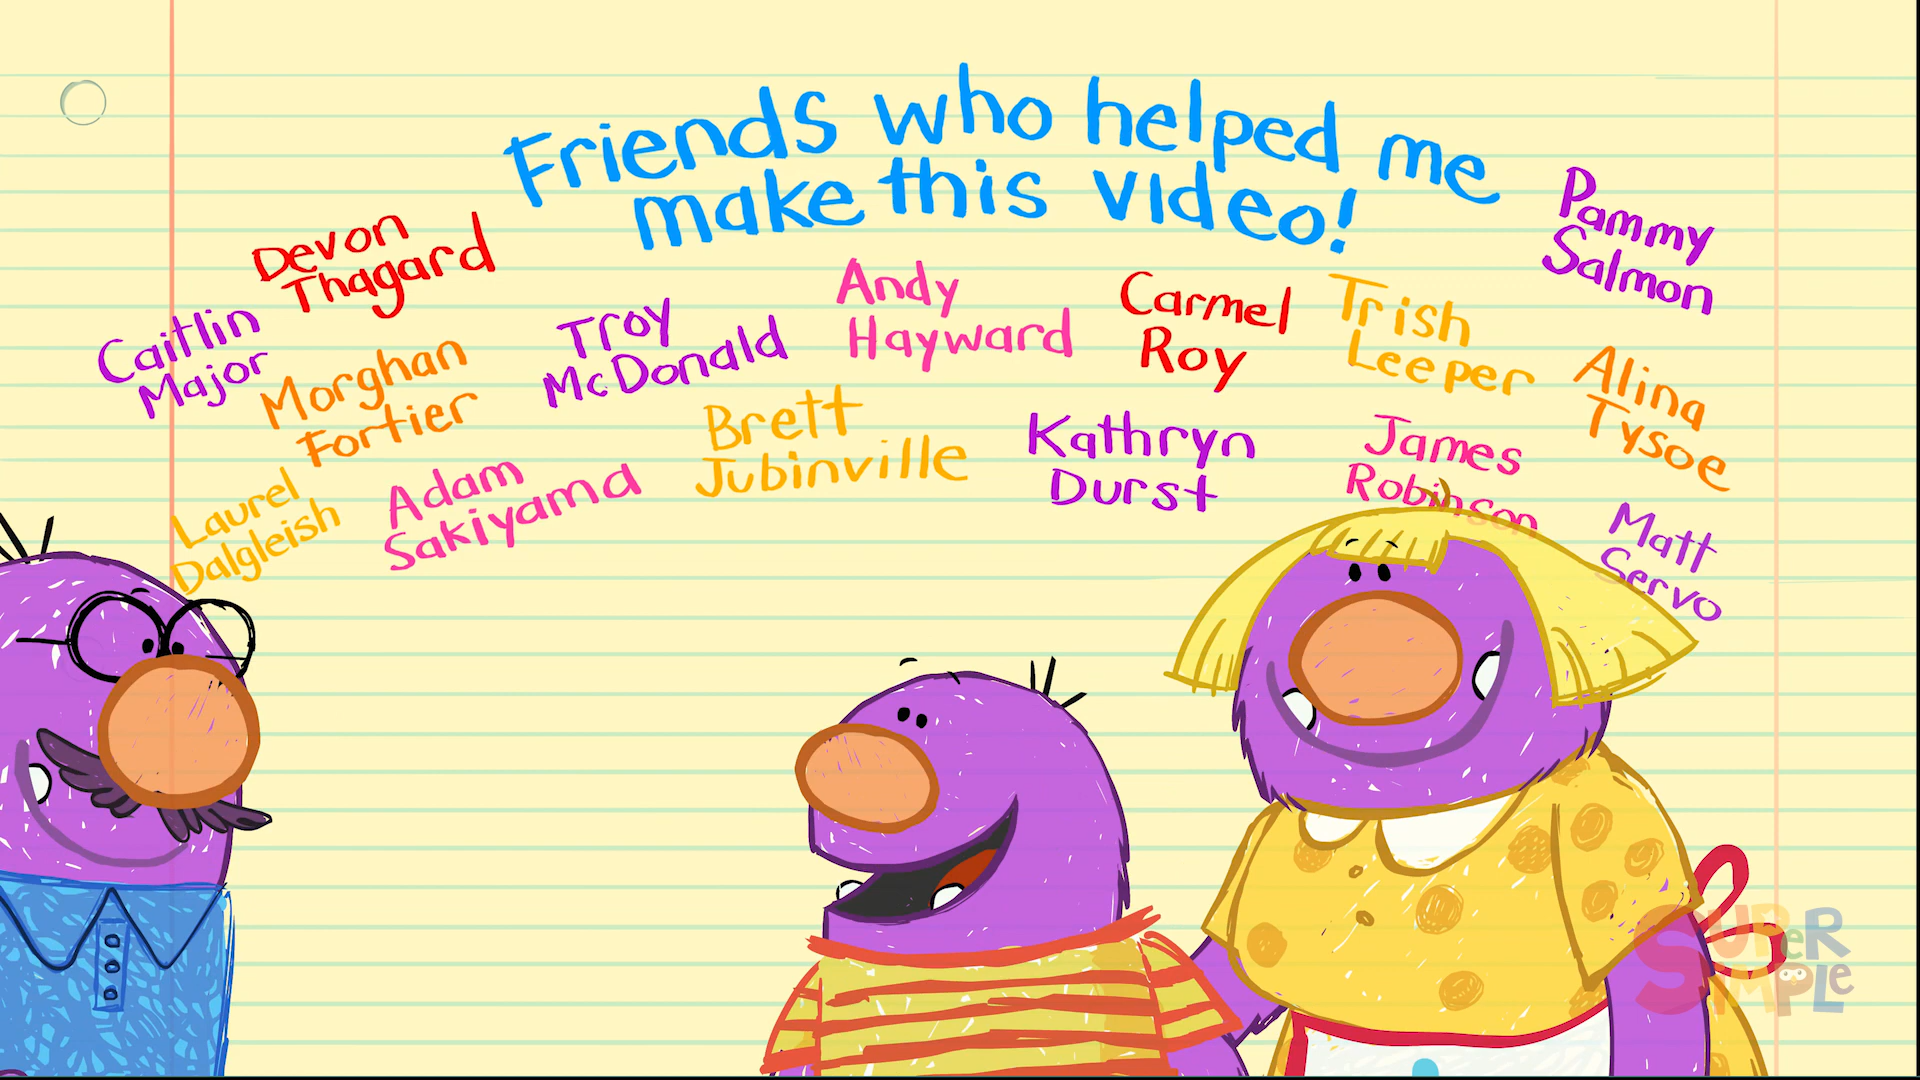 Friends who helped me
make this video!
Pammy
Salmon
Devon
Thagard
Caitlin
Major
Morghan
Fortier
Troy
McDonald
Andy
Hayward
Carmel
Roy
Trish
Leeper
Alina
Tysoe
Laurel
Dalgleish
Adam
Sakiyama
Brett
Jubinville
Kathryn
Durst
James
Robinson
Matt
Servo
SUPER
SIMPLE